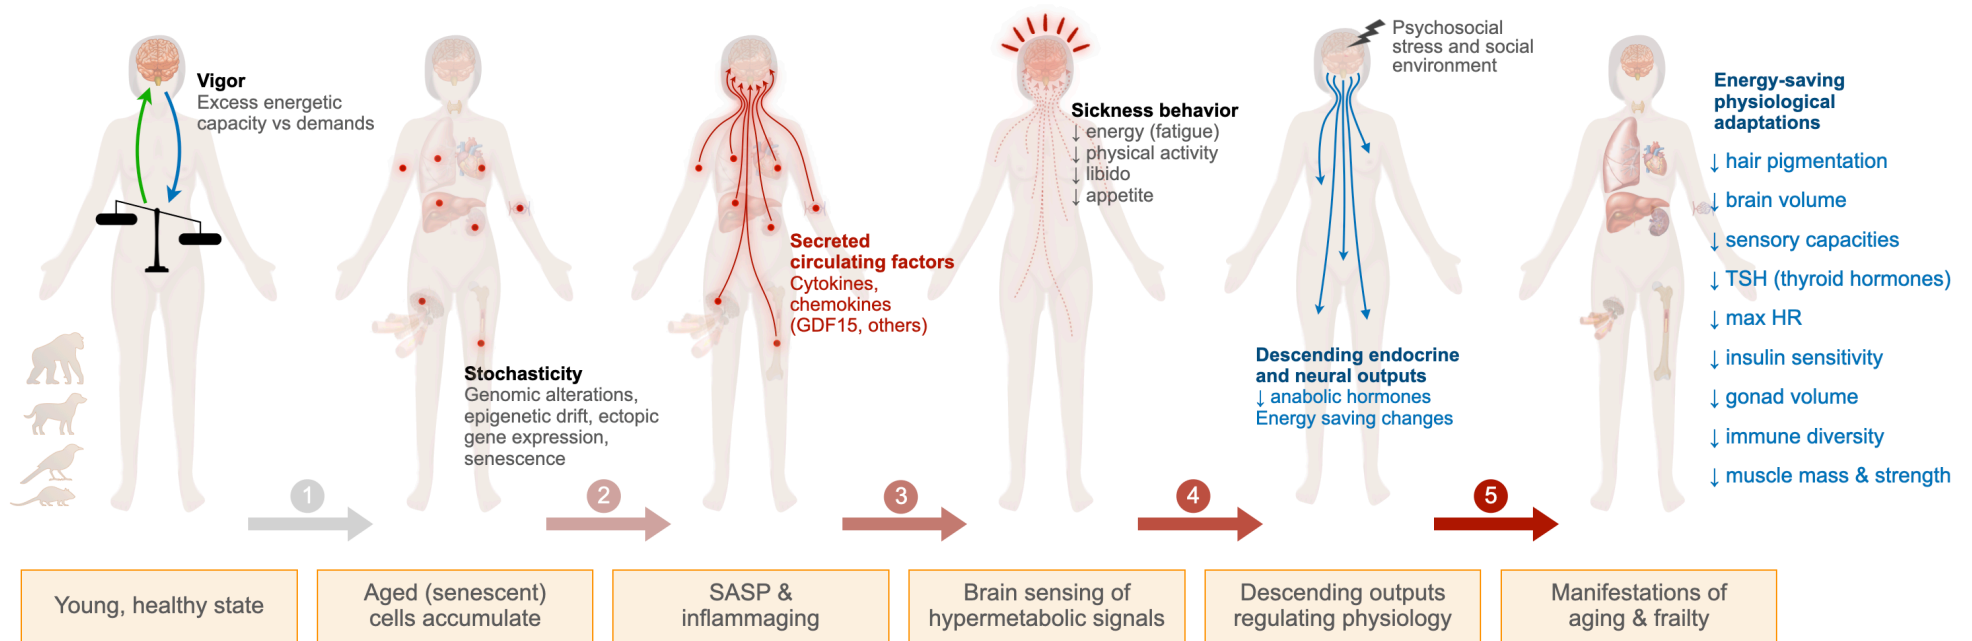 Vigor
Excess energetic
capacity vs demands
Stochasticity
Genomic alterations,
epigenetic drift, ectopic
gene expression,
senescence
Secreted
circulating factors
Cytokines,
chemokines
(GDF15, others)
Sickness behavior
↓ energy (fatigue)
↓ physical activity
↓ libido
↓ appetite
Psychosocial
stress and social
environment
Descending endocrine
and neural outputs
↓ anabolic hormones
Energy saving changes
Energy-saving
physiological
adaptations
↓ hair pigmentation
↓ brain volume
↓ sensory capacities
↓ TSH (thyroid hormones)
↓ max HR
↓ insulin sensitivity
↓ gonad volume
↓ immune diversity
↓ muscle mass & strength
1
2
3
4
5
Young, healthy state
Aged (senescent)
cells accumulate
SASP &
inflammaging
Brain sensing of
hypermetabolic signals
Descending outputs
regulating physiology
Manifestations of
aging & frailty